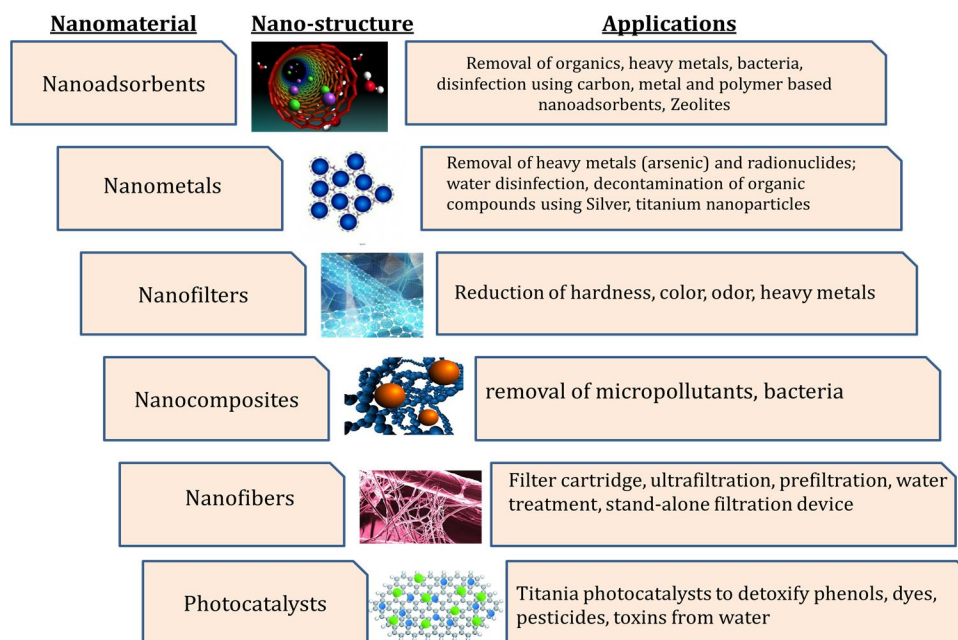 Nanomaterial Nano-structure Applications
Nanoadsorbents
Removal of organics, heavy metals, bacteria,
disinfection using carbon, metal and polymer based
nanoadsorbents, Zeolites
Nanometals
Removal of heavy metals (arsenic) and radionuclides;
water disinfection, decontamination of organic
compounds using Silver, titanium nanoparticles
Nanofilters
Reduction of hardness, color, odor, heavy metals
Nanocomposites
removal of micropollutants, bacteria
Nanofibers
Filter cartridge, ultrafiltration, prefiltration, water
treatment, stand-alone filtration device
Photocatalysts
Titania photocatalysts to detoxify phenols, dyes,
pesticides, toxins from water